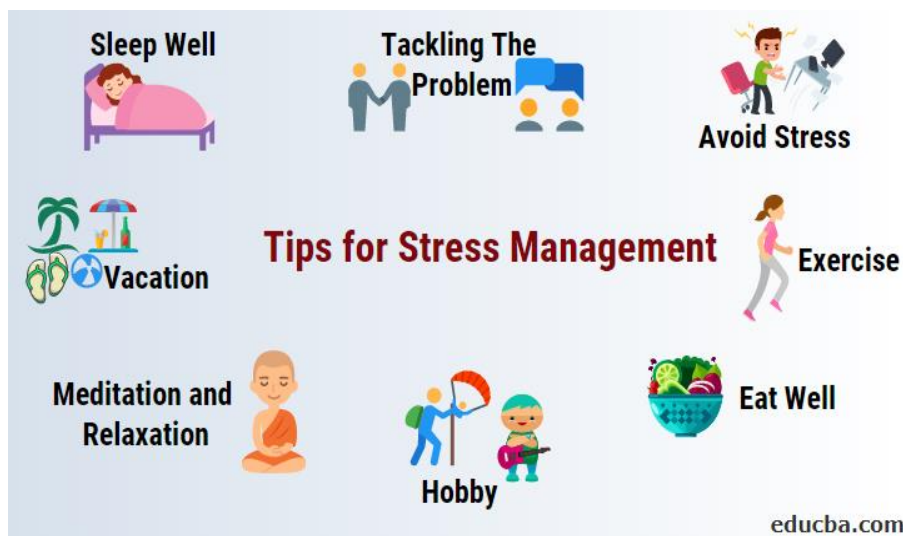 Sleep Well
Tackling The
Problem
Avoid Stress
Vacation
Tips for Stress Management
Exercise
Meditation and
Relaxation
Hobby
Eat Well
educba.com